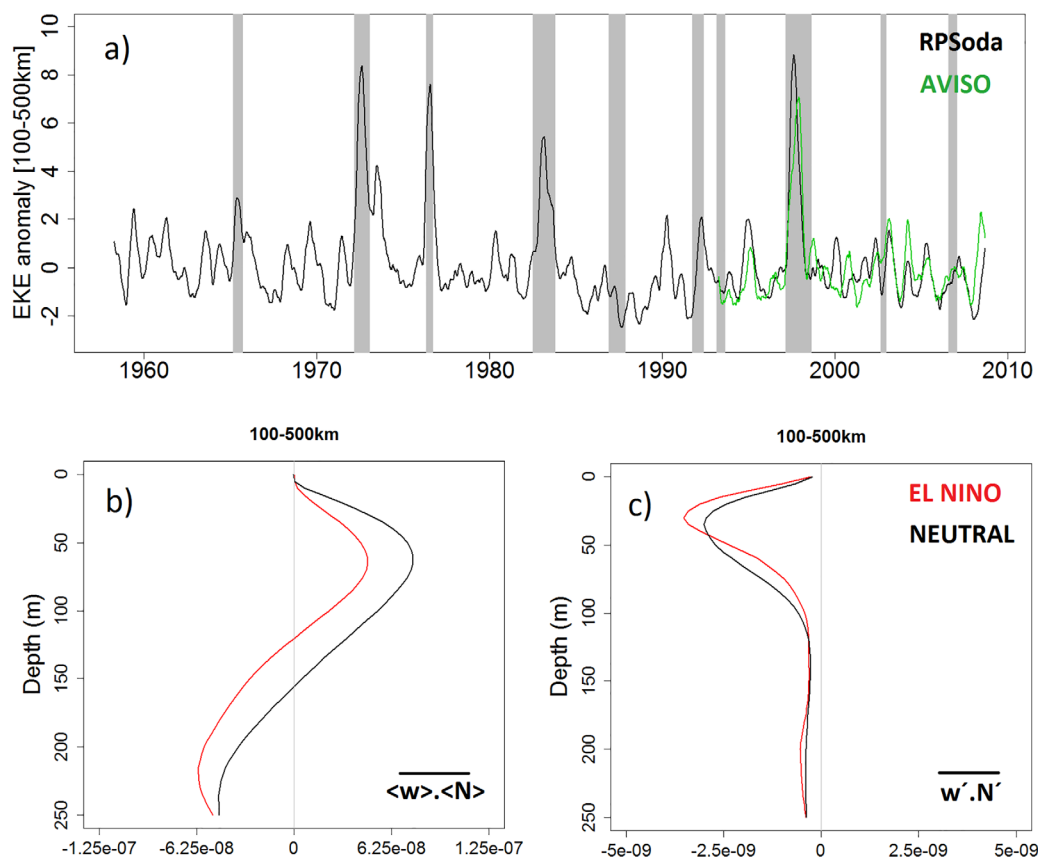 a)
RPSoda
AVISO
EKE anomaly [100-500km]
10
8
6
4
2
0
-2
1960
1970
1980
1990
2000
2010
100-500km
b)
Depth (m)
0
50
100
150
200
250
<w>.<N>
-1.25e-07
-6.25e-08
0
6.25e-08
1.25e-07
100-500km
c)
EL NINO
NEUTRAL
Depth (m)
0
50
100
150
200
250
w´.N´
-5e-09
-2.5e-09
0
2.5e-09
5e-09